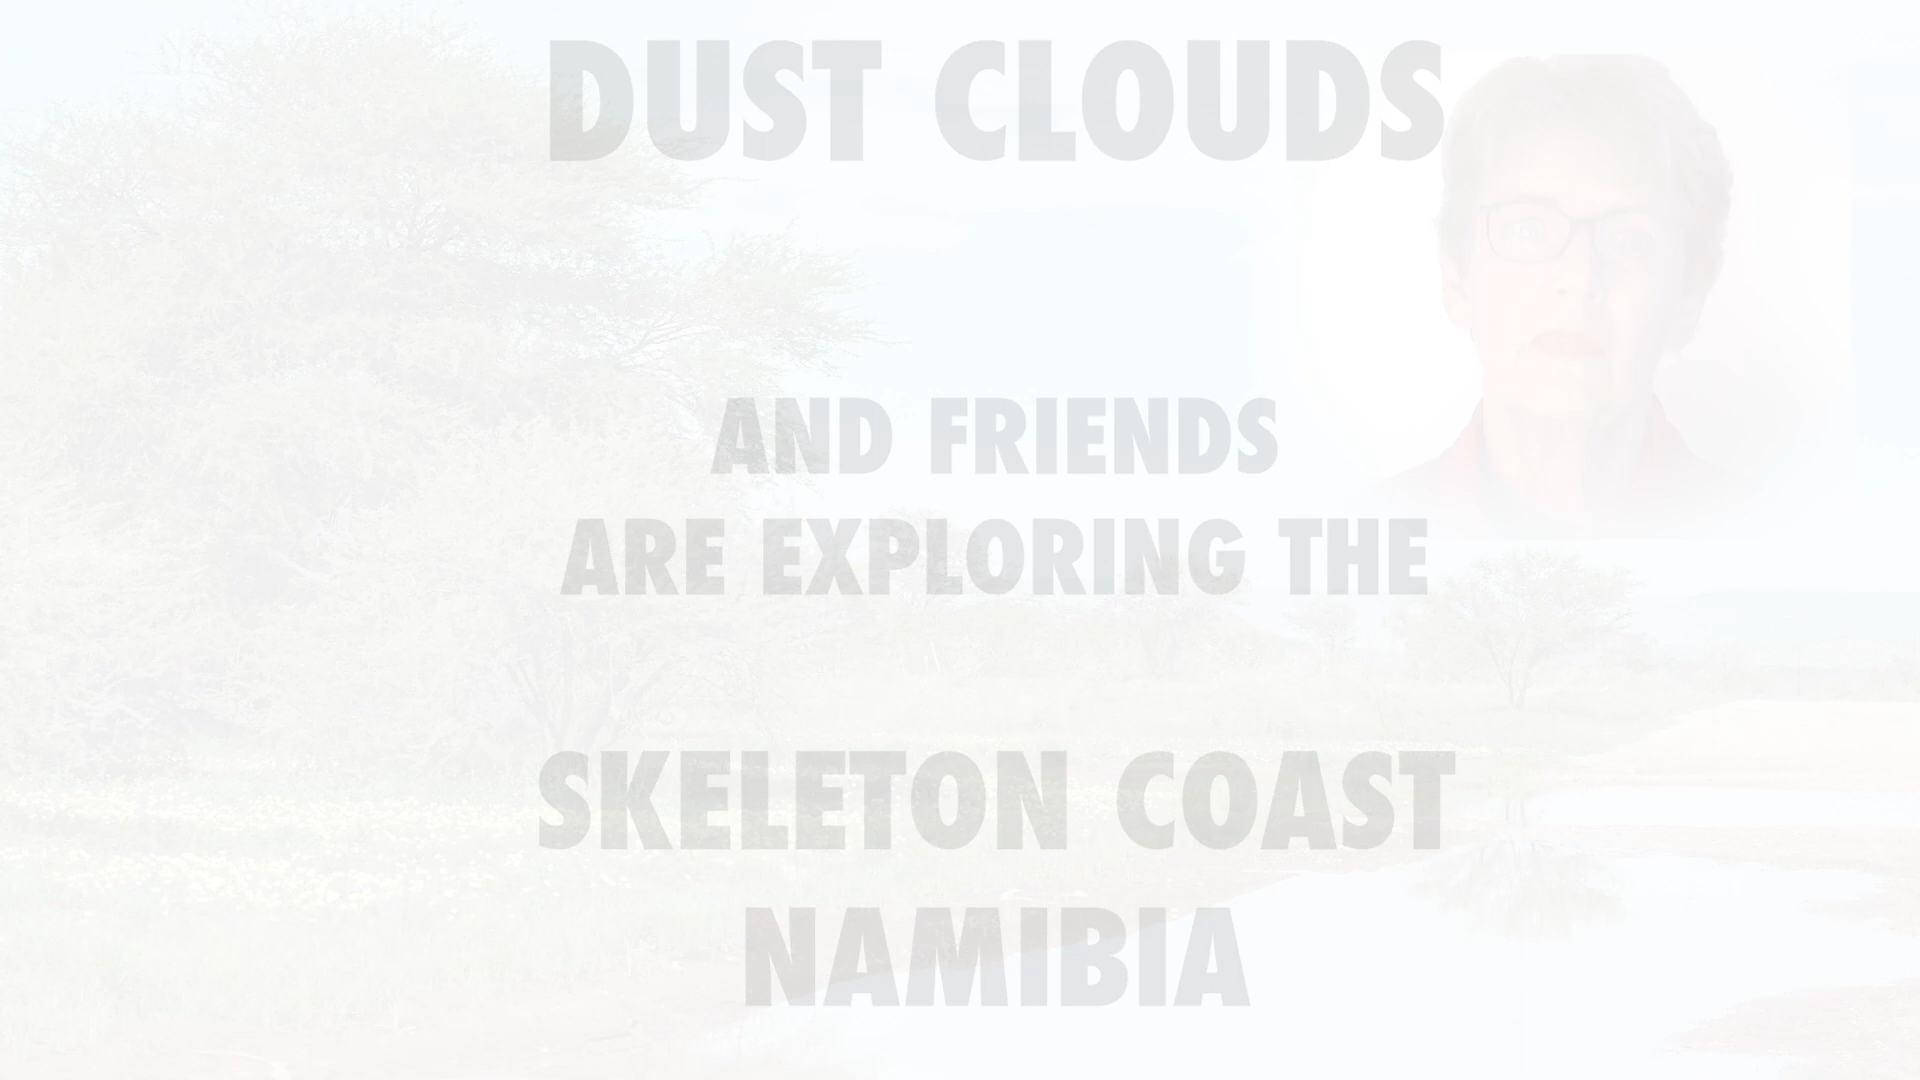 DUST CLOUDS
AND FRIENDS
ARE EXPLORING THE
SKELETON COAST
NAMIBIA